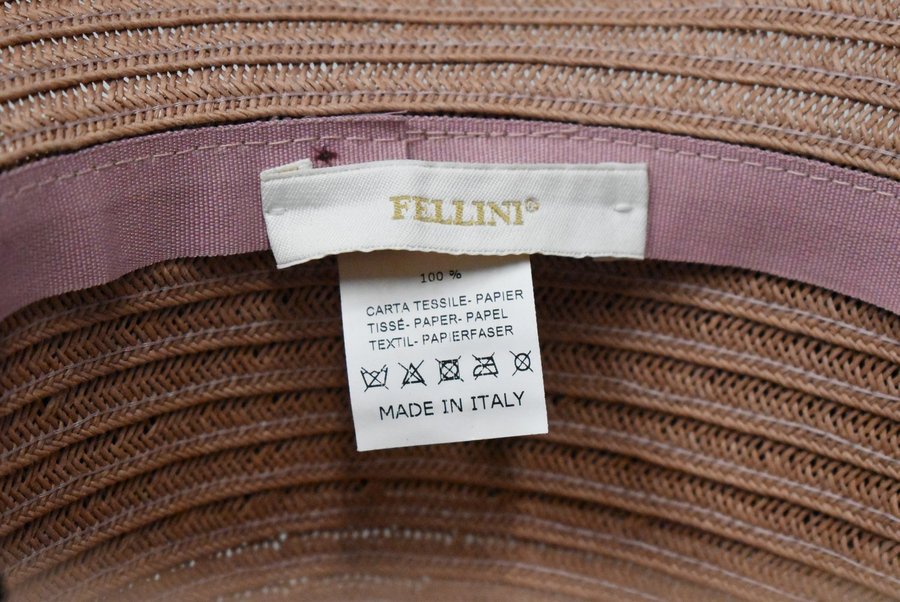 FELLINI®
100 %
CARTA TESSILE- PAPIER
TISSÉ- PAPER- PAPEL
TEXTIL- PAPIERFASER
MADE IN ITALY